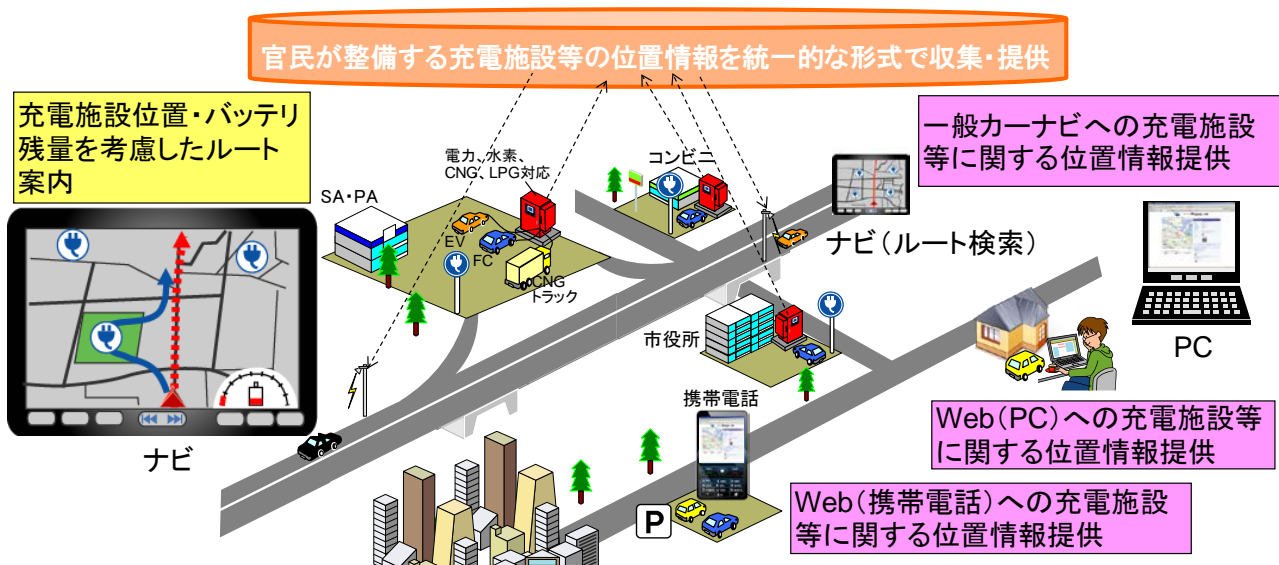 官民が整備する充電施設等の位置情報を統一的な形式で収集・提供
充電施設位置・バッテリ
残量を考慮したルート
案内
一般カーナビへの充電施設
等に関する位置情報提供
電力、水素、
CNG、LPG対応
コンビニ
SA・PA
EV
FC
CNG
トラック
ナビ(ルート検索)
市役所
PC
携帯電話
ナビ
Web(PC)への充電施設等
に関する位置情報提供
Web(携帯電話)への充電施設
等に関する位置情報提供
P